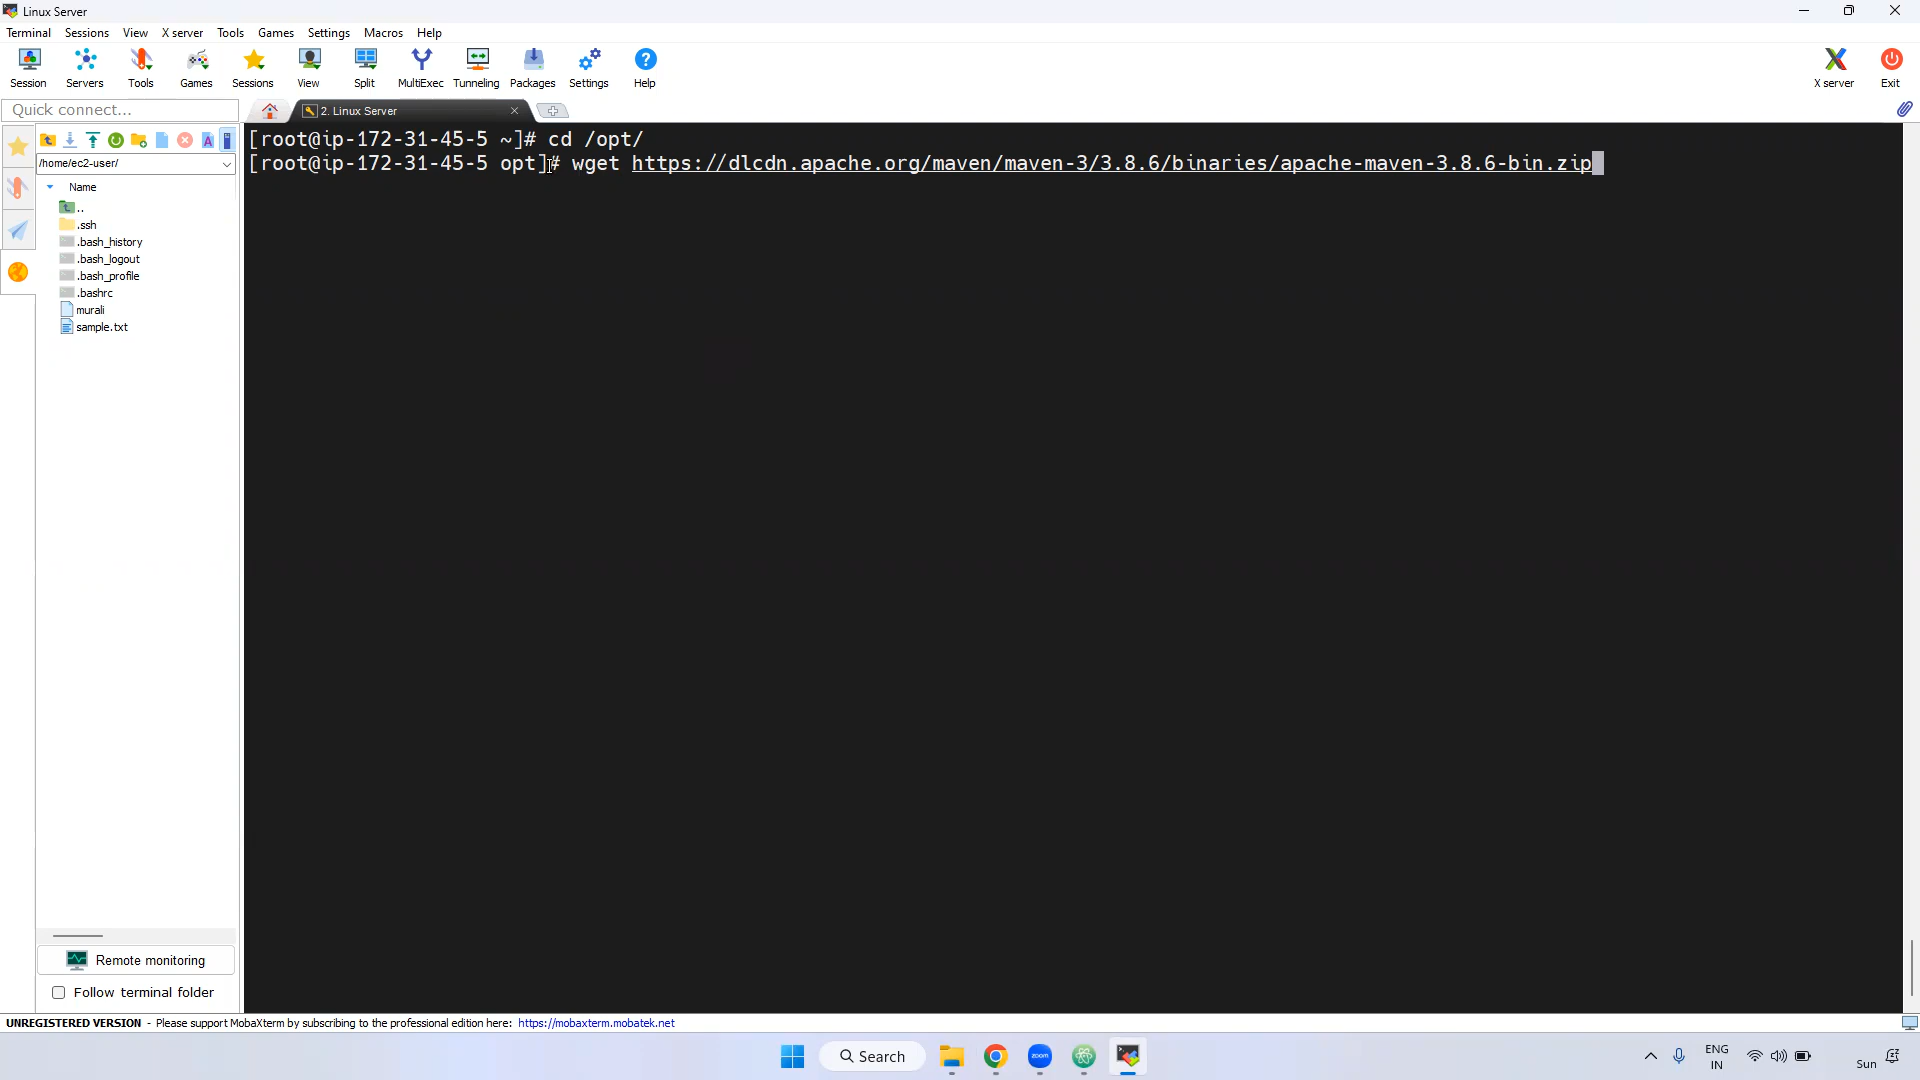 Linux Server
Terminal Sessions View X server Tools Games Settings Macros Help
Session Servers Tools Games Sessions View Split MultiExec Tunneling Packages Settings Help X server Exit
Quick connect...
2. Linux Server
/home/ec2-user/
Name
..
.ssh
.bash_history
.bash_logout
.bash_profile
.bashrc
murali
sample.txt
[root@ip-172-31-45-5 ~]# cd /opt/
[root@ip-172-31-45-5 opt]# wget https://dlcdn.apache.org/maven/maven-3/3.8.6/binaries/apache-maven-3.8.6-bin.zip
Remote monitoring
Follow terminal folder
UNREGISTERED VERSION - Please support MobaXterm by subscribing to the professional edition here: https://mobaxterm.mobatek.net
Search
zoom
ENG
IN
Sun